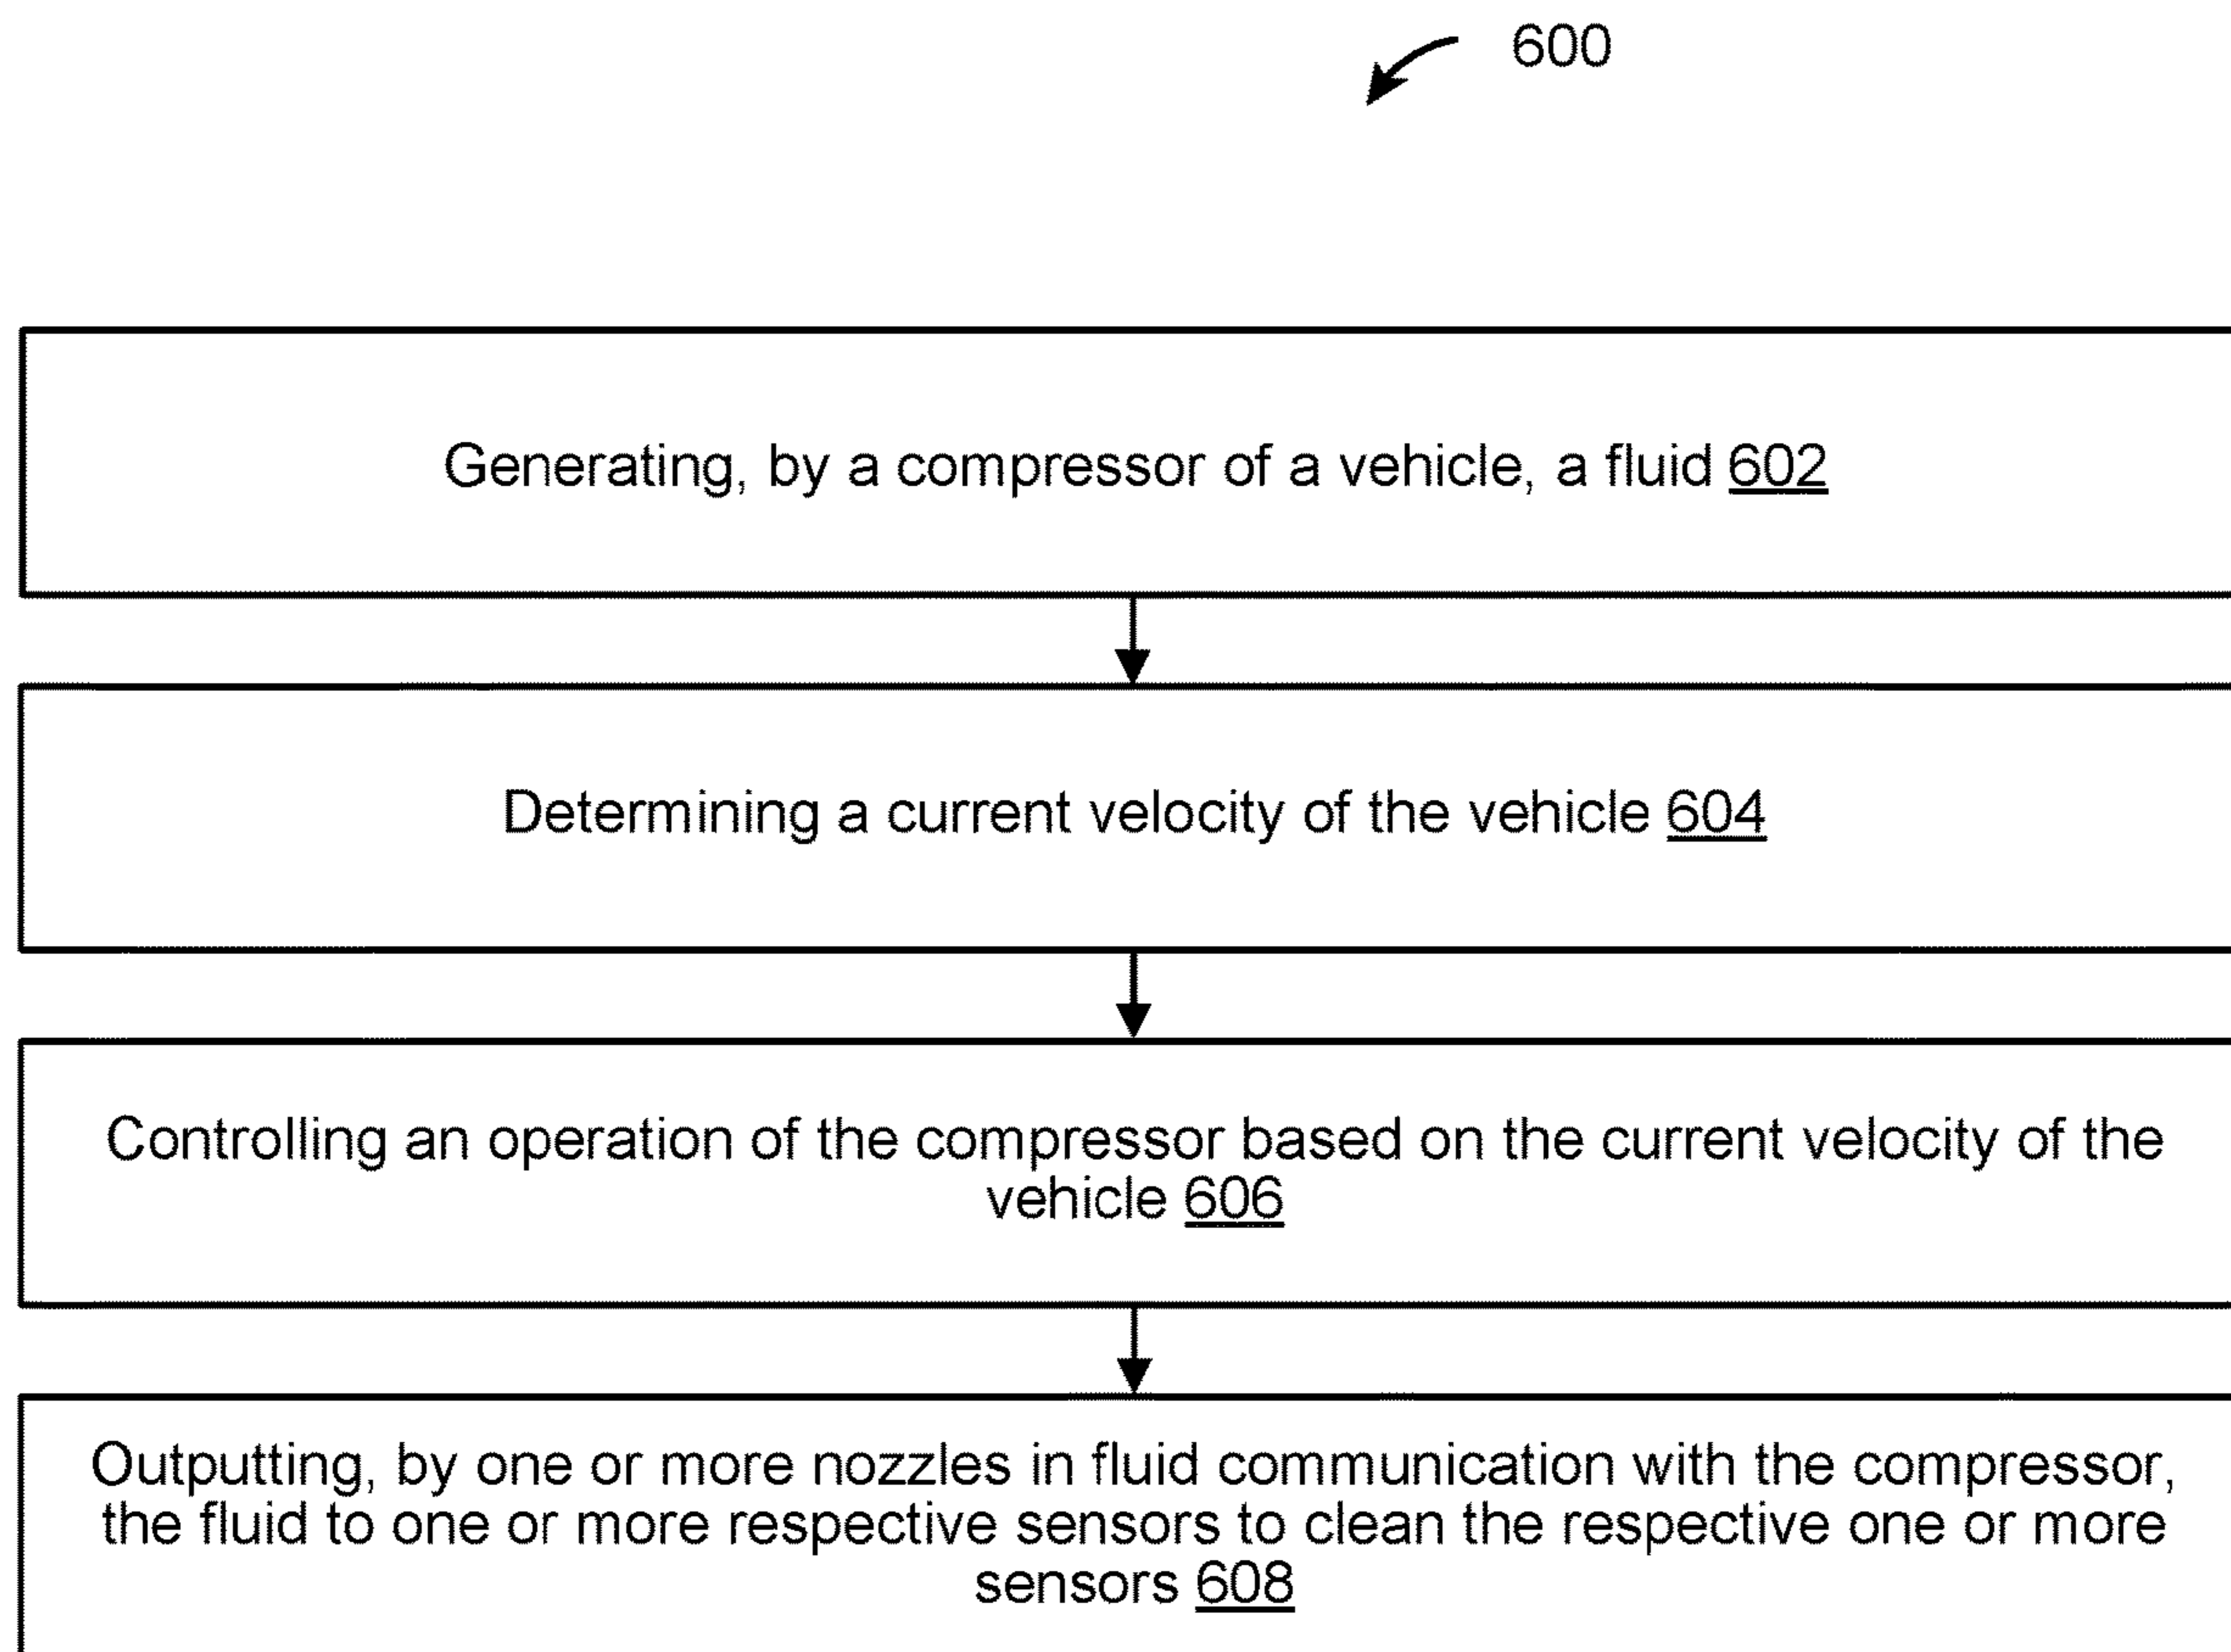 600
Generating, by a compressor of a vehicle, a fluid 602
Determining a current velocity of the vehicle 604
Controlling an operation of the compressor based on the current velocity of the
vehicle 606
Outputting, by one or more nozzles in fluid communication with the compressor,
the fluid to one or more respective sensors to clean the respective one or more
sensors 608